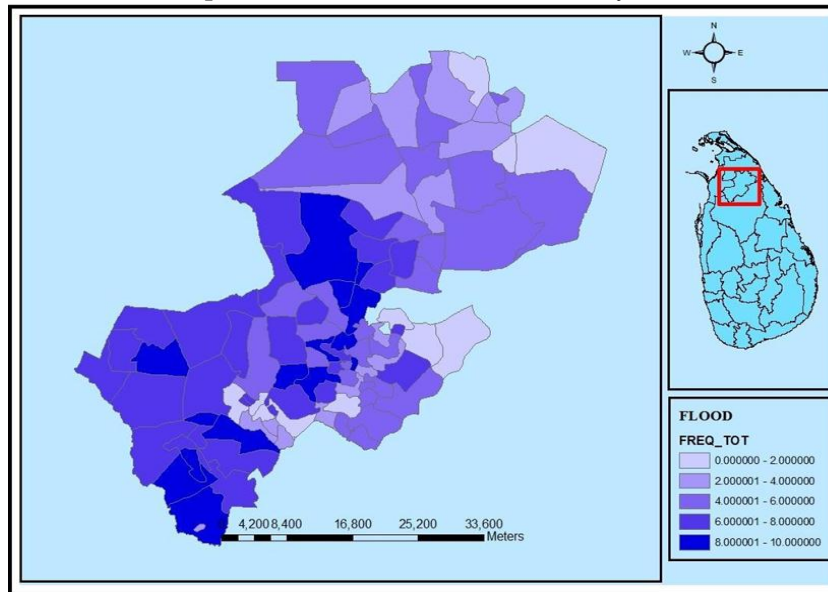 N
W E
S
FLOOD
FREQ_TOT
0.000000 - 2.000000
2.000001 - 4.000000
4.000001 - 6.000000
6.000001 - 8.000000
8.000001 - 10.000000
4,200 8,400 16,800 25,200 33,600
Meters